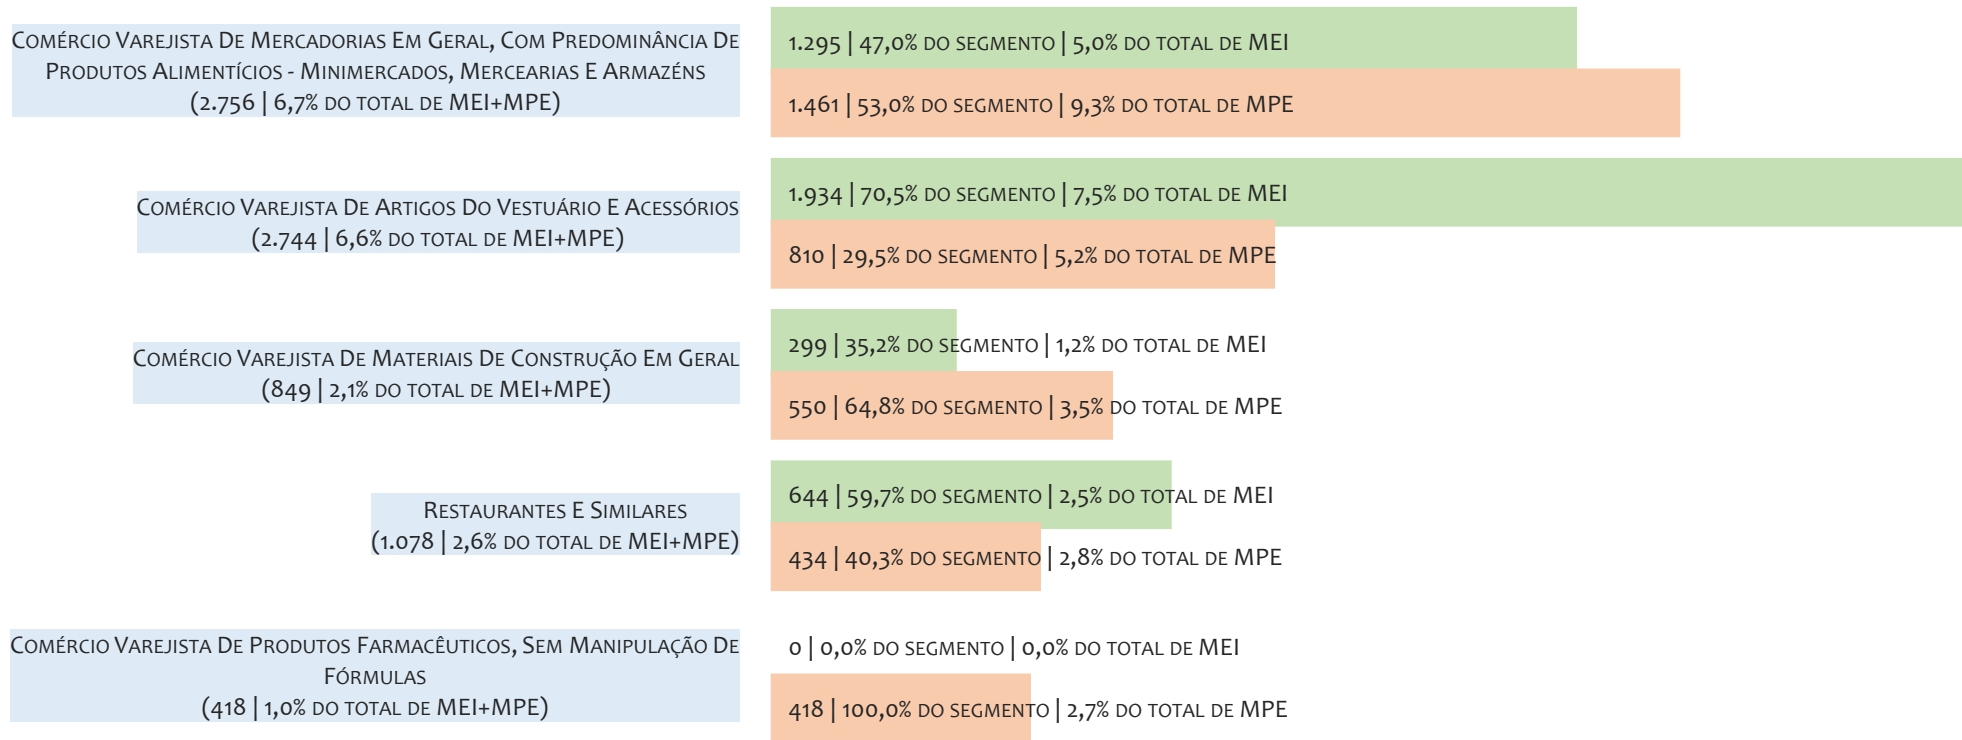 Comércio Varejista De Mercadorias Em Geral, Com Predominância De
Produtos Alimentícios - Minimercados, Mercearias E Armazéns
(2.756 | 6,7% do total de MEI+MPE)
1.295 | 47,0% do segmento | 5,0% do total de MEI
1.461 | 53,0% do segmento | 9,3% do total de MPE
Comércio Varejista De Artigos Do Vestuário E Acessórios
(2.744 | 6,6% do total de MEI+MPE)
1.934 | 70,5% do segmento | 7,5% do total de MEI
810 | 29,5% do segmento | 5,2% do total de MPE
Comércio Varejista De Materiais De Construção Em Geral
(849 | 2,1% do total de MEI+MPE)
299 | 35,2% do segmento | 1,2% do total de MEI
550 | 64,8% do segmento | 3,5% do total de MPE
Restaurantes E Similares
(1.078 | 2,6% do total de MEI+MPE)
644 | 59,7% do segmento | 2,5% do total de MEI
434 | 40,3% do segmento | 2,8% do total de MPE
Comércio Varejista De Produtos Farmacêuticos, Sem Manipulação De
Fórmulas
(418 | 1,0% do total de MEI+MPE)
0 | 0,0% do segmento | 0,0% do total de MEI
418 | 100,0% do segmento | 2,7% do total de MPE